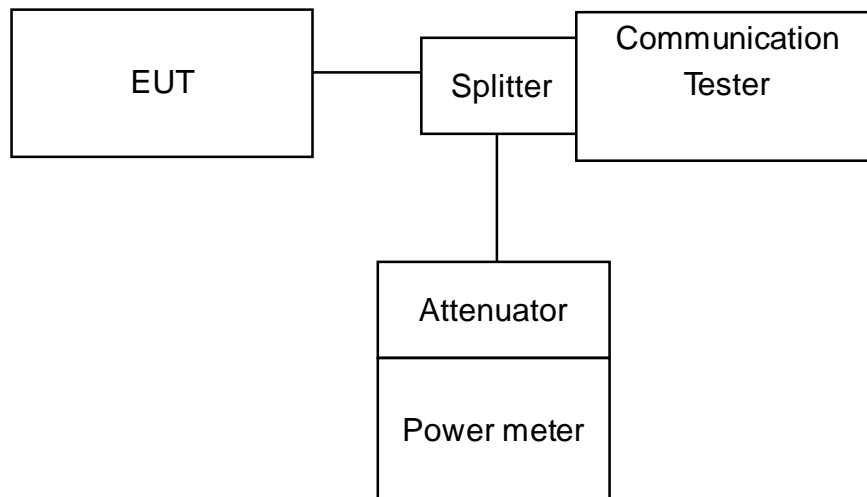 EUT
Splitter
Communication
Tester
Attenuator
Power meter